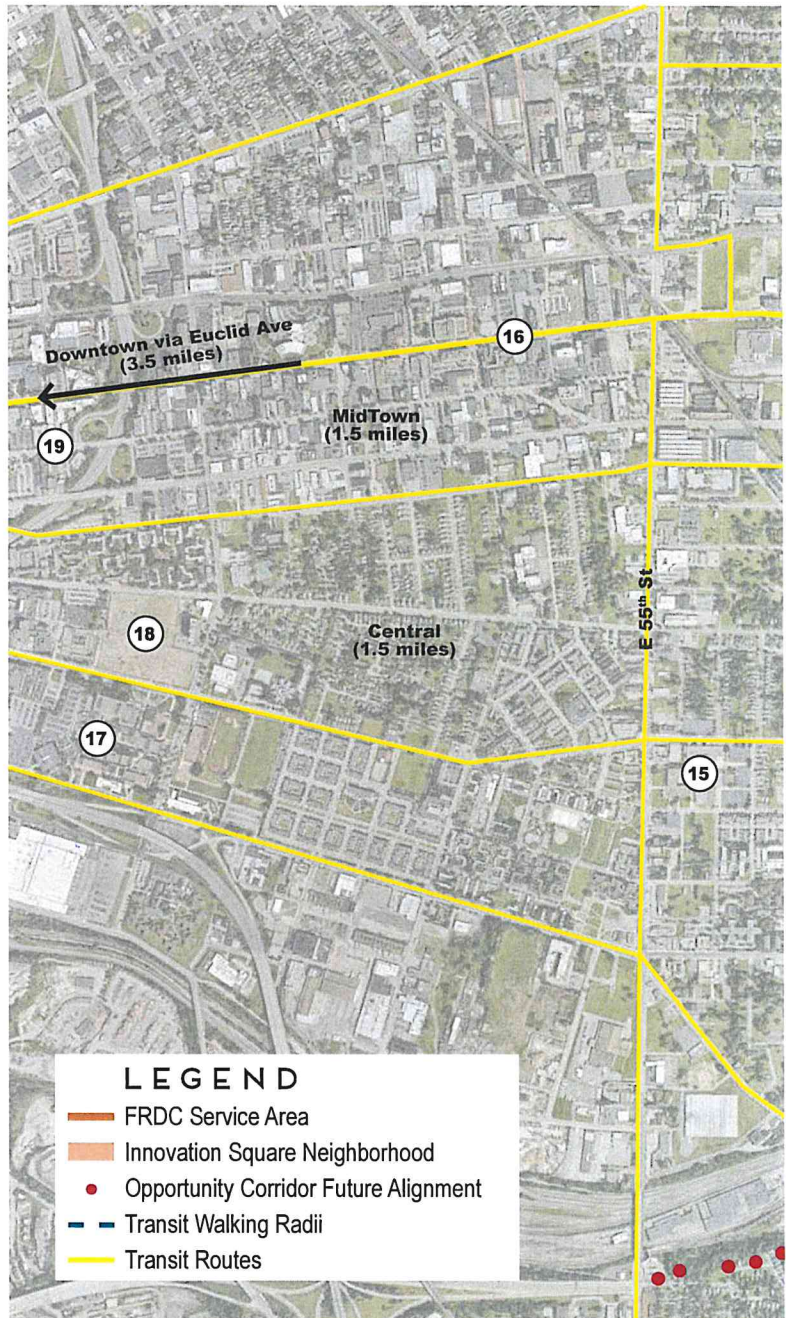 Downtown via Euclid Ave
(3.5 miles)
16
19
MidTown
(1.5 miles)
E 55th St
18
Central
(1.5 miles)
17
15
LEGEND
FRDC Service Area
Innovation Square Neighborhood
Opportunity Corridor Future Alignment
Transit Walking Radii
Transit Routes